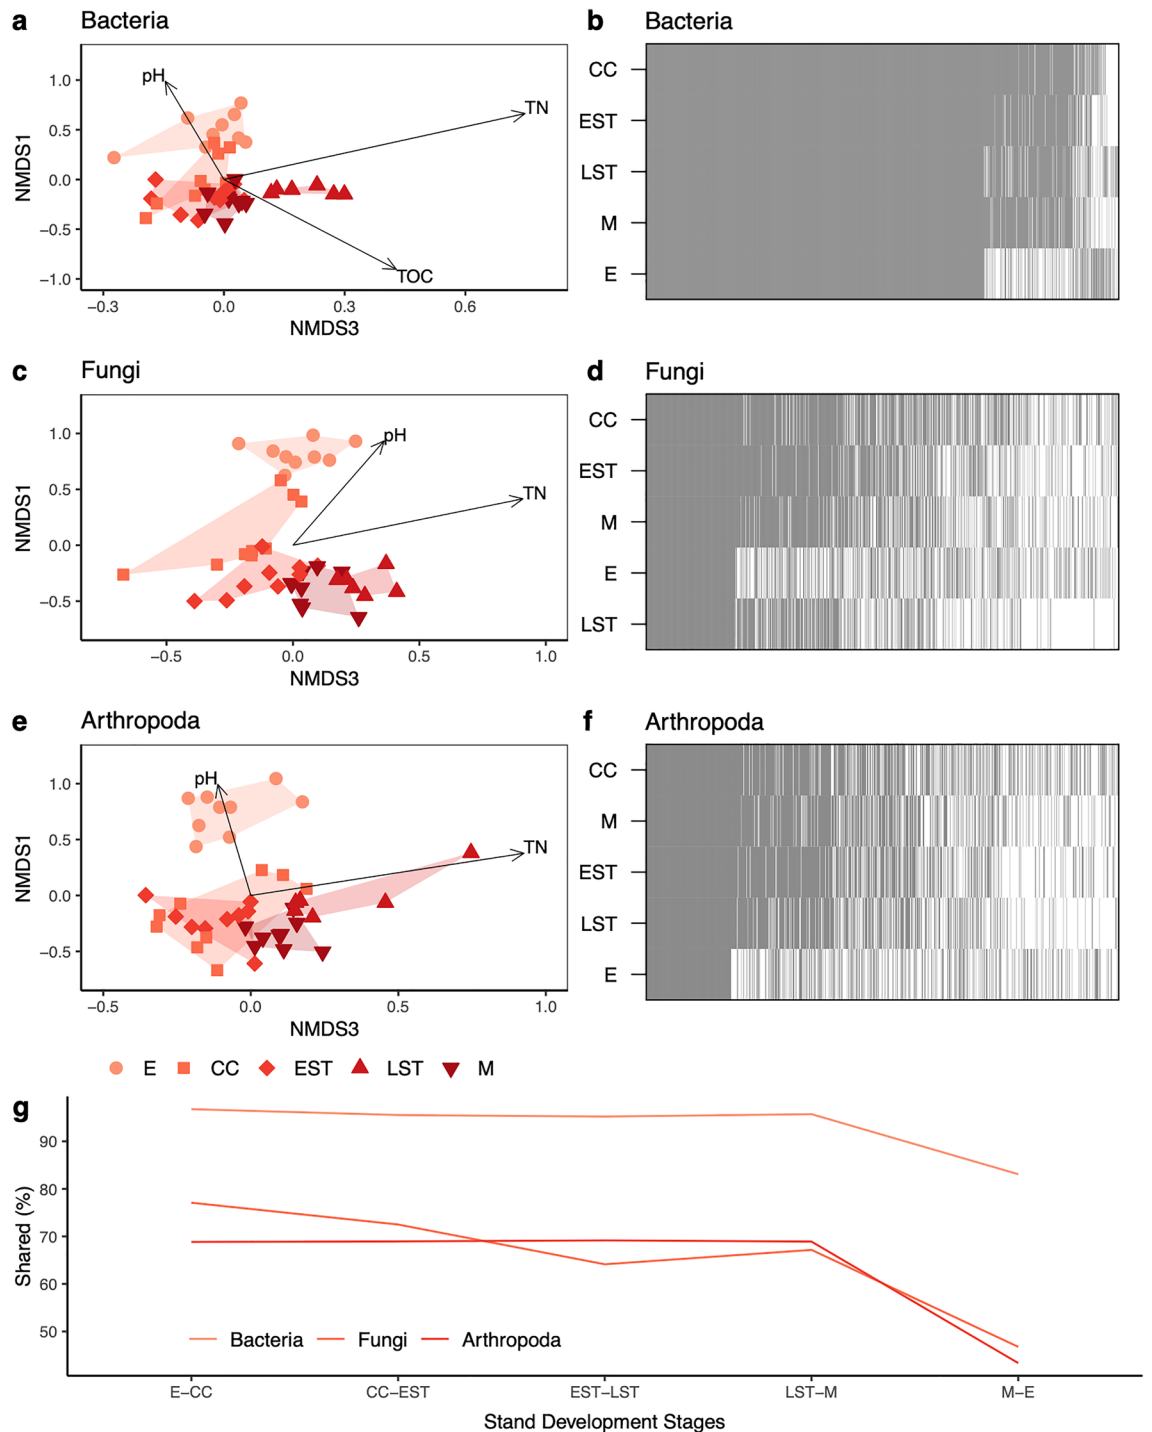 a Bacteria
NMDS1
1.0
0.5
0.0
−0.5
−1.0
pH
TN
TOC
−0.3 0.0 0.3 0.6
NMDS3
b Bacteria
CC
EST
LST
M
E
c Fungi
NMDS1
1.0
0.5
0.0
−0.5
pH
TN
−0.5 0.0 0.5 1.0
NMDS3
d Fungi
CC
EST
M
E
LST
e Arthropoda
NMDS1
1.0
0.5
0.0
−0.5
pH
TN
−0.5 0.0 0.5 1.0
NMDS3
f Arthropoda
CC
M
EST
LST
E
E CC EST LST M
g
Shared (%)
90
80
70
60
50
Bacteria Fungi Arthropoda
E−CC CC−EST EST−LST LST−M M−E
Stand Development Stages